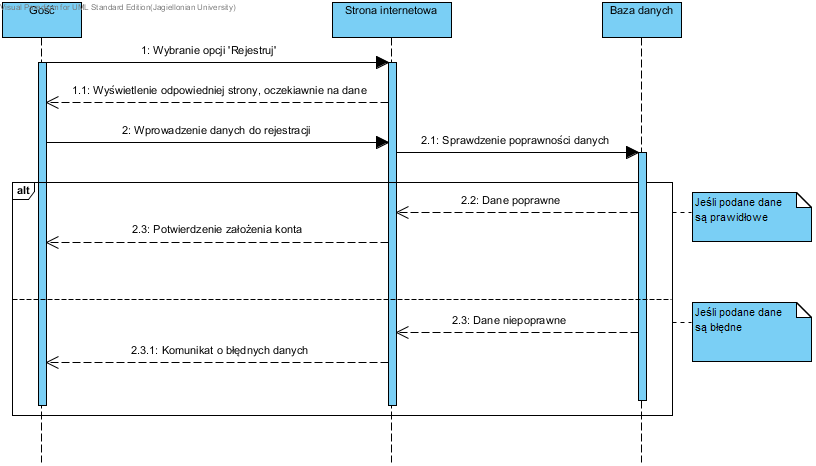 Visual Paradigm for UML Standard Edition(Jagiellonian University)
Gość
Strona internetowa
Baza danych
1: Wybranie opcji 'Rejestruj'
1.1: Wyświetlenie odpowiedniej strony, oczekiawnie na dane
2: Wprowadzenie danych do rejestracji
2.1: Sprawdzenie poprawności danych
alt
2.2: Dane poprawne
Jeśli podane dane
są prawidłowe
2.3: Potwierdzenie założenia konta
2.3: Dane niepoprawne
Jeśli podane dane
są błędne
2.3.1: Komunikat o błędnych danych